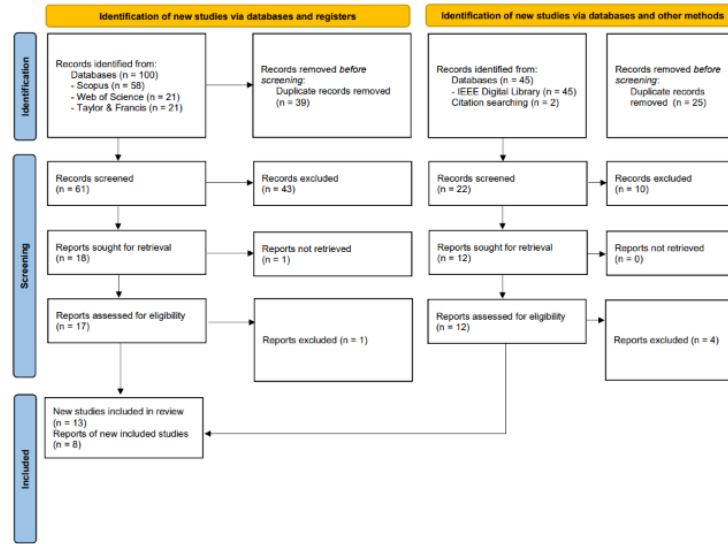 Identification of new studies via databases and registers
Identification of new studies via databases and other methods
Identification
Records identified from:
Databases (n = 100)
- Scopus (n = 58)
- Web of Science (n = 21)
- Taylor & Francis (n = 21)
Records removed before
screening:
Duplicate records removed
(n = 39)
Records identified from:
Databases (n = 45)
- IEEE Digital Library (n = 45)
Citation searching (n = 2)
Records removed before
screening:
Duplicate records
removed (n = 25)
Screening
Records screened
(n = 61)
Records excluded
(n = 43)
Records screened
(n = 22)
Records excluded
(n = 10)
Reports sought for retrieval
(n = 18)
Reports not retrieved
(n = 1)
Reports sought for retrieval
(n = 12)
Reports not retrieved
(n = 0)
Reports assessed for eligibility
(n = 17)
Reports excluded (n = 1)
Reports assessed for eligibility
(n = 12)
Reports excluded (n = 4)
Included
New studies included in review
(n = 13)
Reports of new included studies
(n = 8)